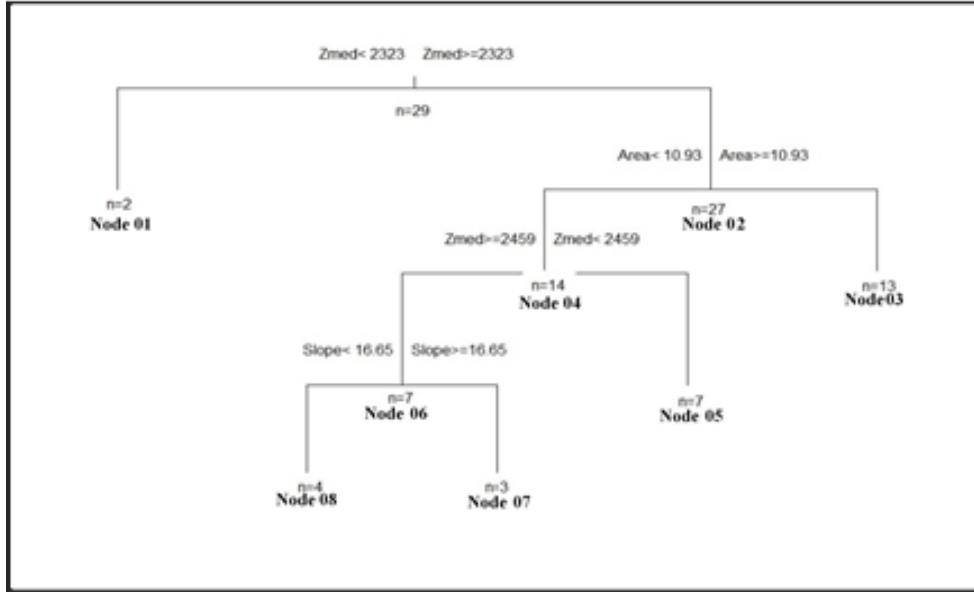 Zmed< 2323 Zmed>=2323
n=29
Area< 10.93 Area>=10.93
n=2
Node 01
n=27
Node 02
Zmed>=2459 Zmed< 2459
n=14
Node 04
n=13
Node03
Slope< 16.65 Slope>=16.65
n=7
Node 06
n=7
Node 05
n=4
Node 08
n=3
Node 07